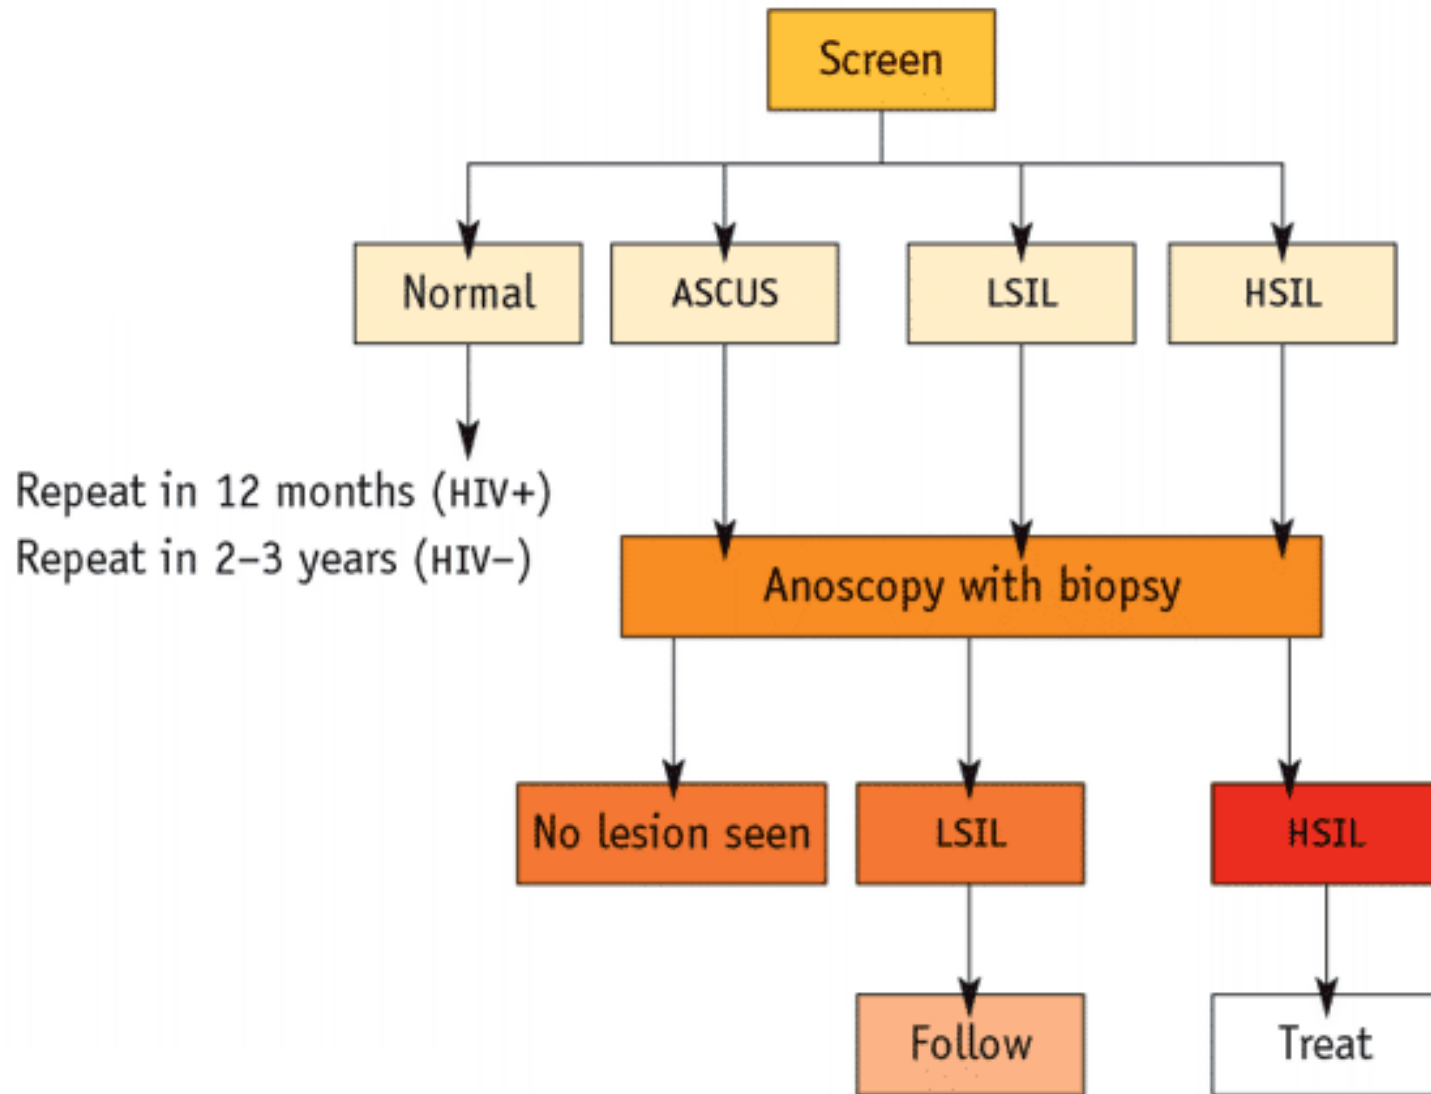 Screen
Normal
ASCUS
LSIL
HSIL
Repeat in 12 months (HIV+)
Repeat in 2–3 years (HIV–)
Anoscopy with biopsy
No lesion seen
LSIL
HSIL
Follow
Treat